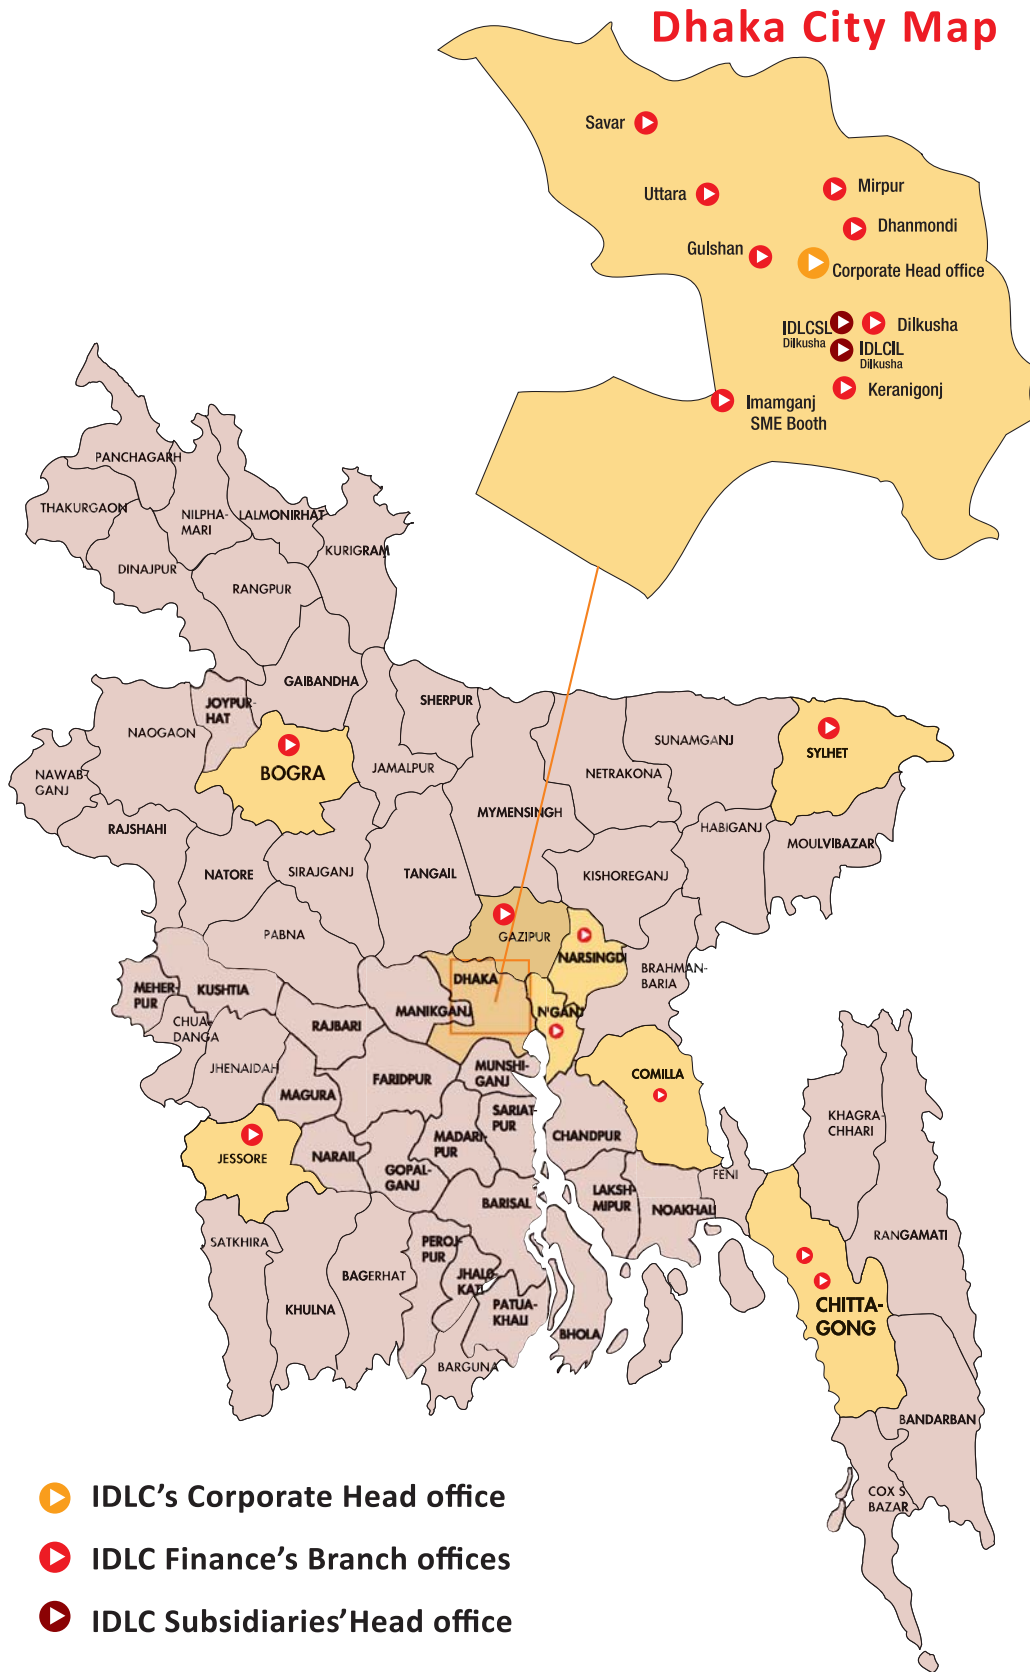 Dhaka City Map
Savar
Uttara
Mirpur
Dhanmondi
Gulshan
Corporate Head office
IDLCSL
Dilkusha
Dilkusha
IDLCIL
Dilkusha
Keranigonj
Imamganj
SME Booth
PANCHAGARH
THAKURGAON
NILPHA-
MARI
LALMONIRHAT
KURIGRAM
DINAJPUR
RANGPUR
GAIBANDHA
JOYPUR-
HAT
SHERPUR
NAOGAON
BOGRA
JAMALPUR
NETRAKONA
SUNAMGANJ
SYLHET
NAWAB-
GANJ
RAJSHAHI
MYMENSINGH
HABIGANJ
MOULVIBAZAR
NATORE
SIRAJGANJ
TANGAIL
KISHOREGANJ
PABNA
GAZIPUR
NARSINGDI
BRAHMAN-
BARIA
MEHER-
PUR
KUSHTIA
DHAKA
MANIKGANJ
N'GANJ
CHUA-
DANGA
RAJBARI
JHENAIDAH
MAGURA
FARIDPUR
MUNSHI-
GANJ
COMILLA
SARIAT-
PUR
KHAGRA-
CHHARI
MADARI-
PUR
CHANDPUR
JESSORE
NARAIL
GOPAL-
GANJ
FENI
BARISAL
LAKSH-
MIPUR
NOAKHALI
SATKHIRA
PEROJ-
PUR
RANGAMATI
BAGERHAT
JHALO-
KATI
KHULNA
PATUA-
KHALI
CHITTA-
GONG
BHOLA
BARGUNA
BANDARBAN
COX S
BAZAR
IDLC’s Corporate Head office
IDLC Finance’s Branch offices
IDLC Subsidiaries’Head office